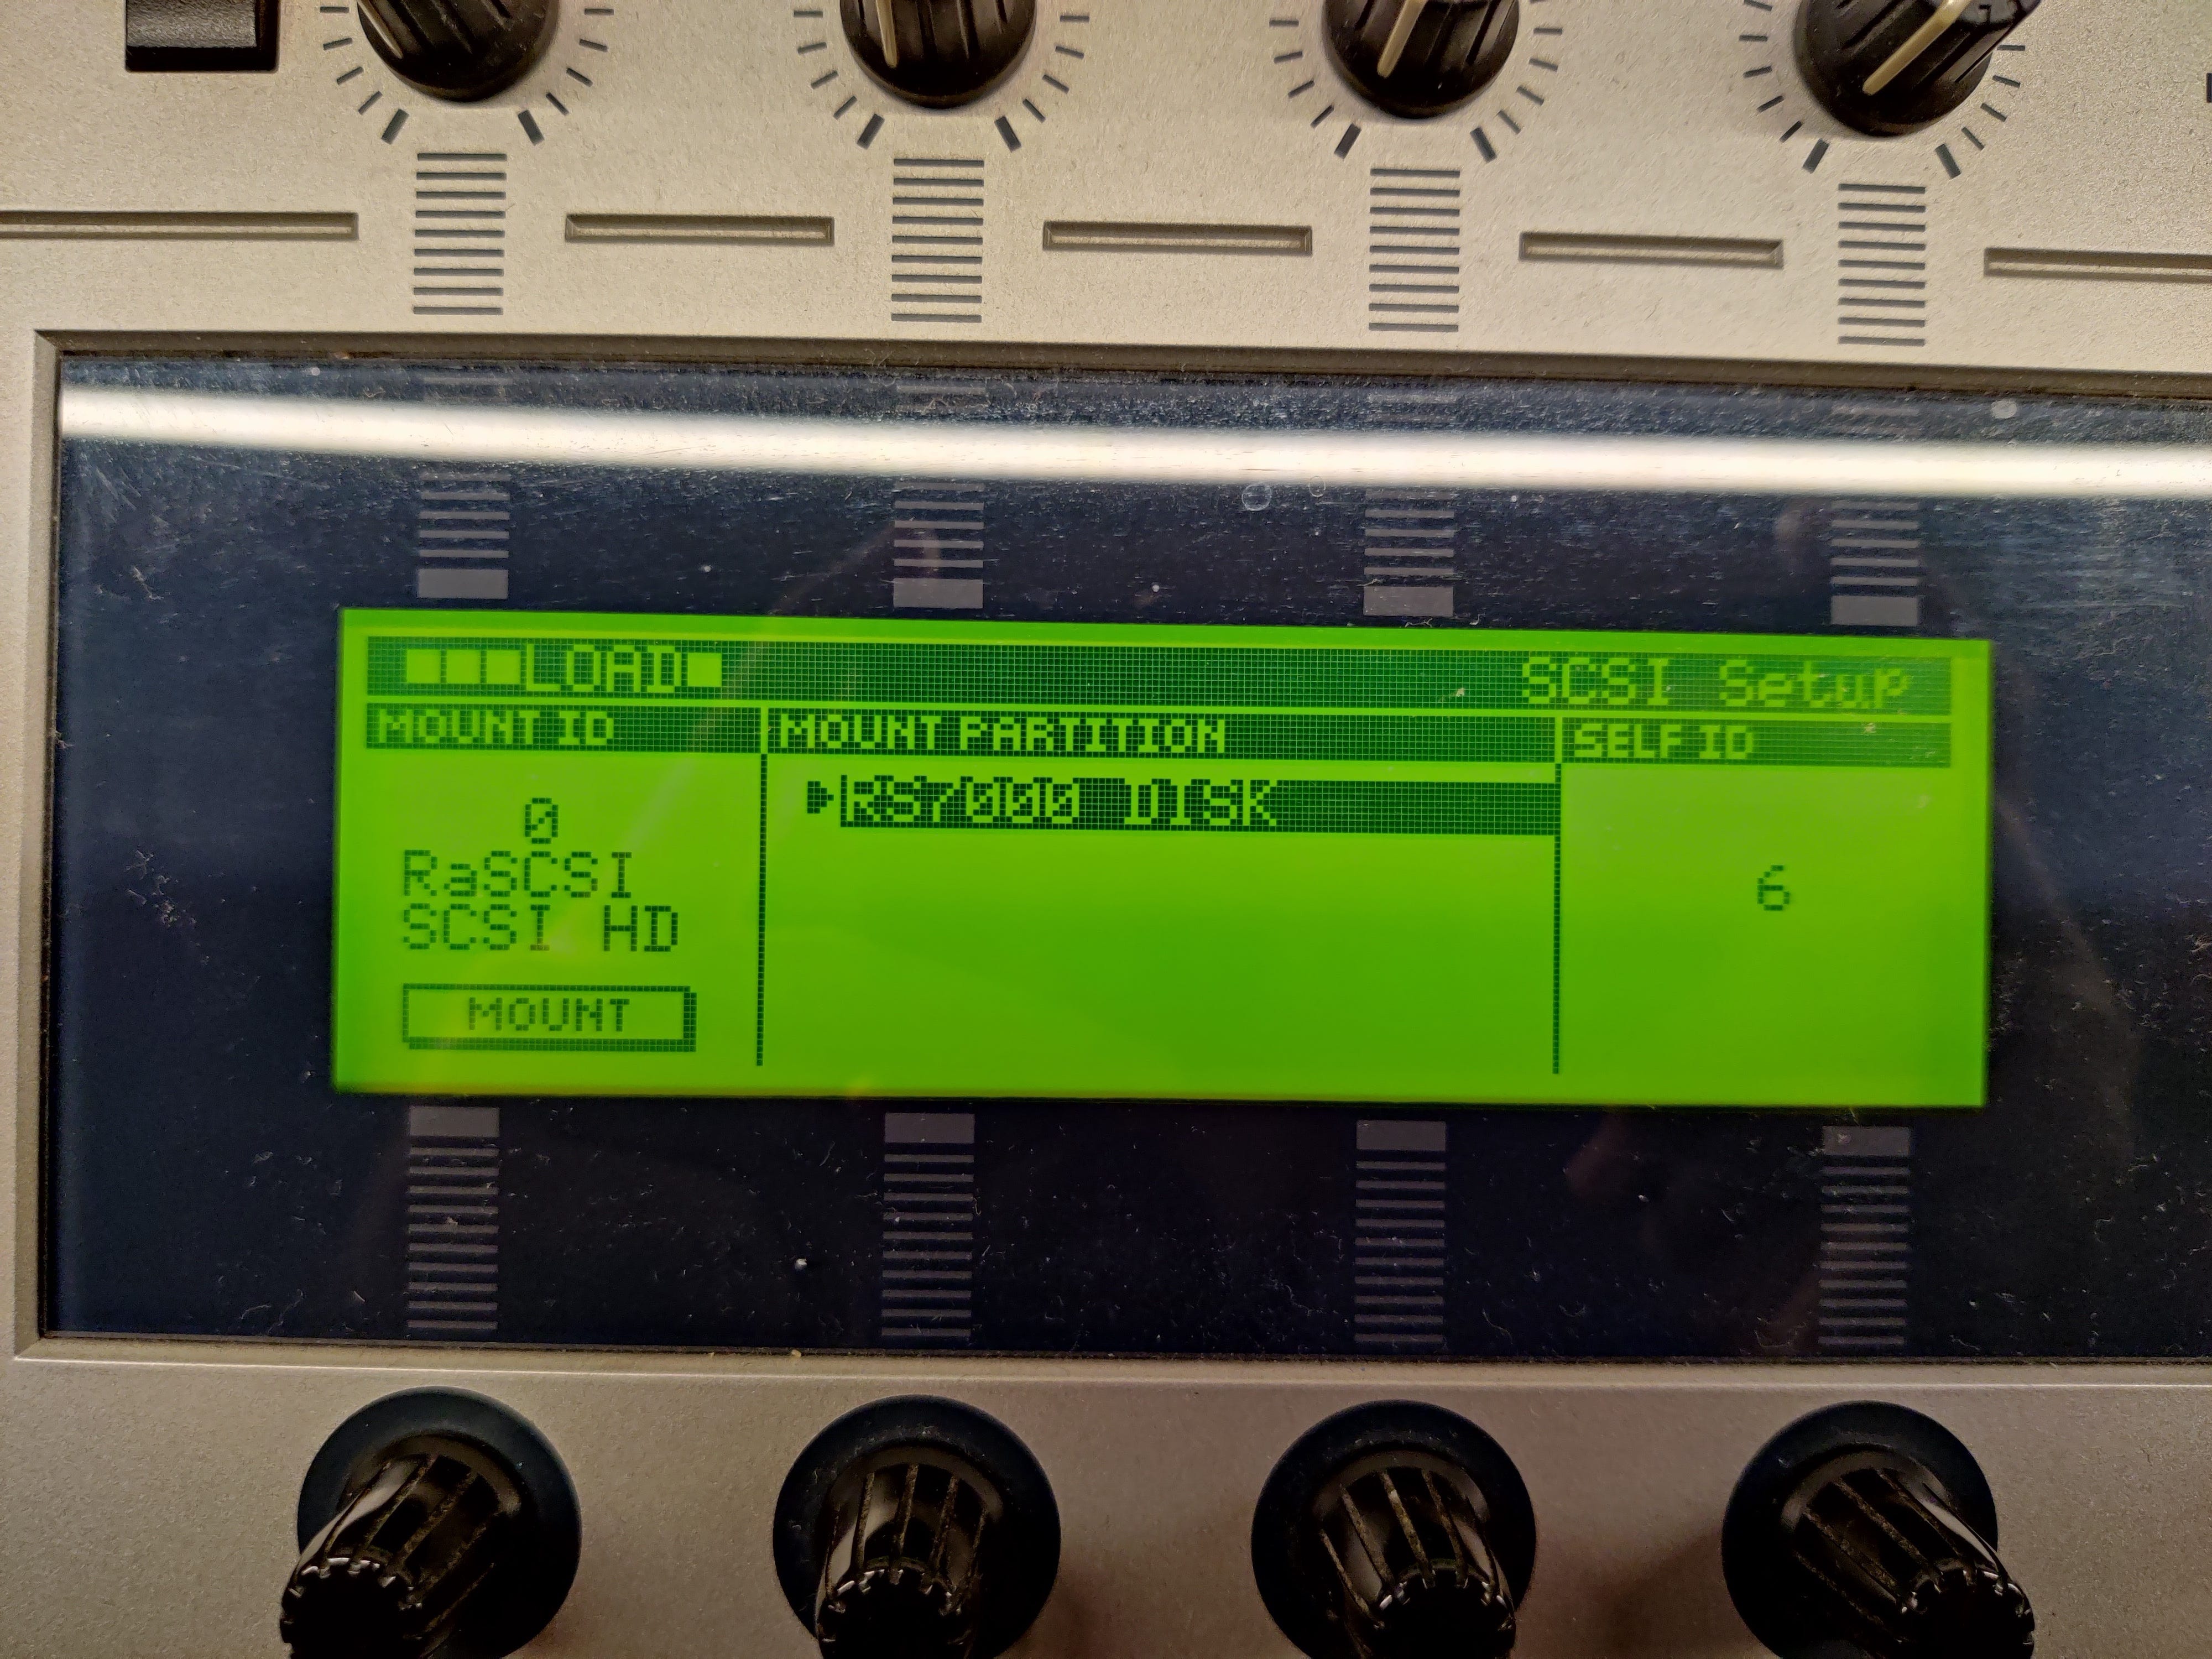 LOAD SCSI Setup
MOUNT ID MOUNT PARTITION SELF ID
RS7000 DISK
0
RaSCSI
SCSI HD
6
MOUNT